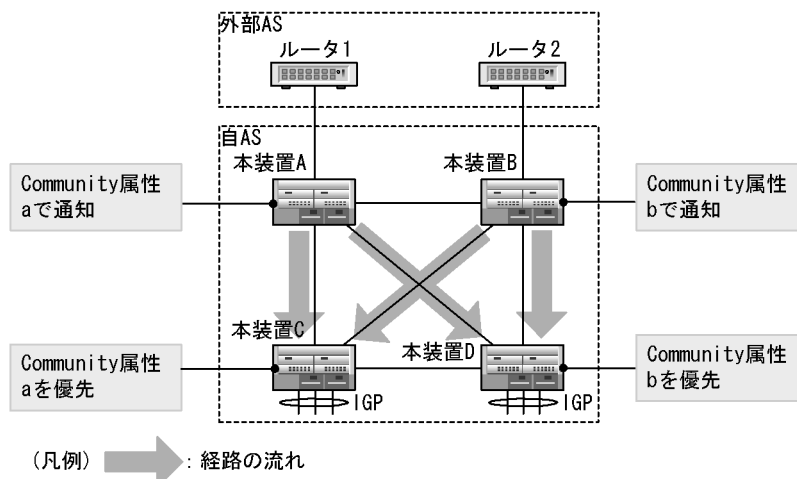 外部AS
ルータ1
ルータ2
自AS
本装置A
本装置B
Community属性
aで通知
Community属性
bで通知
本装置C
本装置D
Community属性
aを優先
Community属性
bを優先
IGP
IGP
(凡例)
:経路の流れ